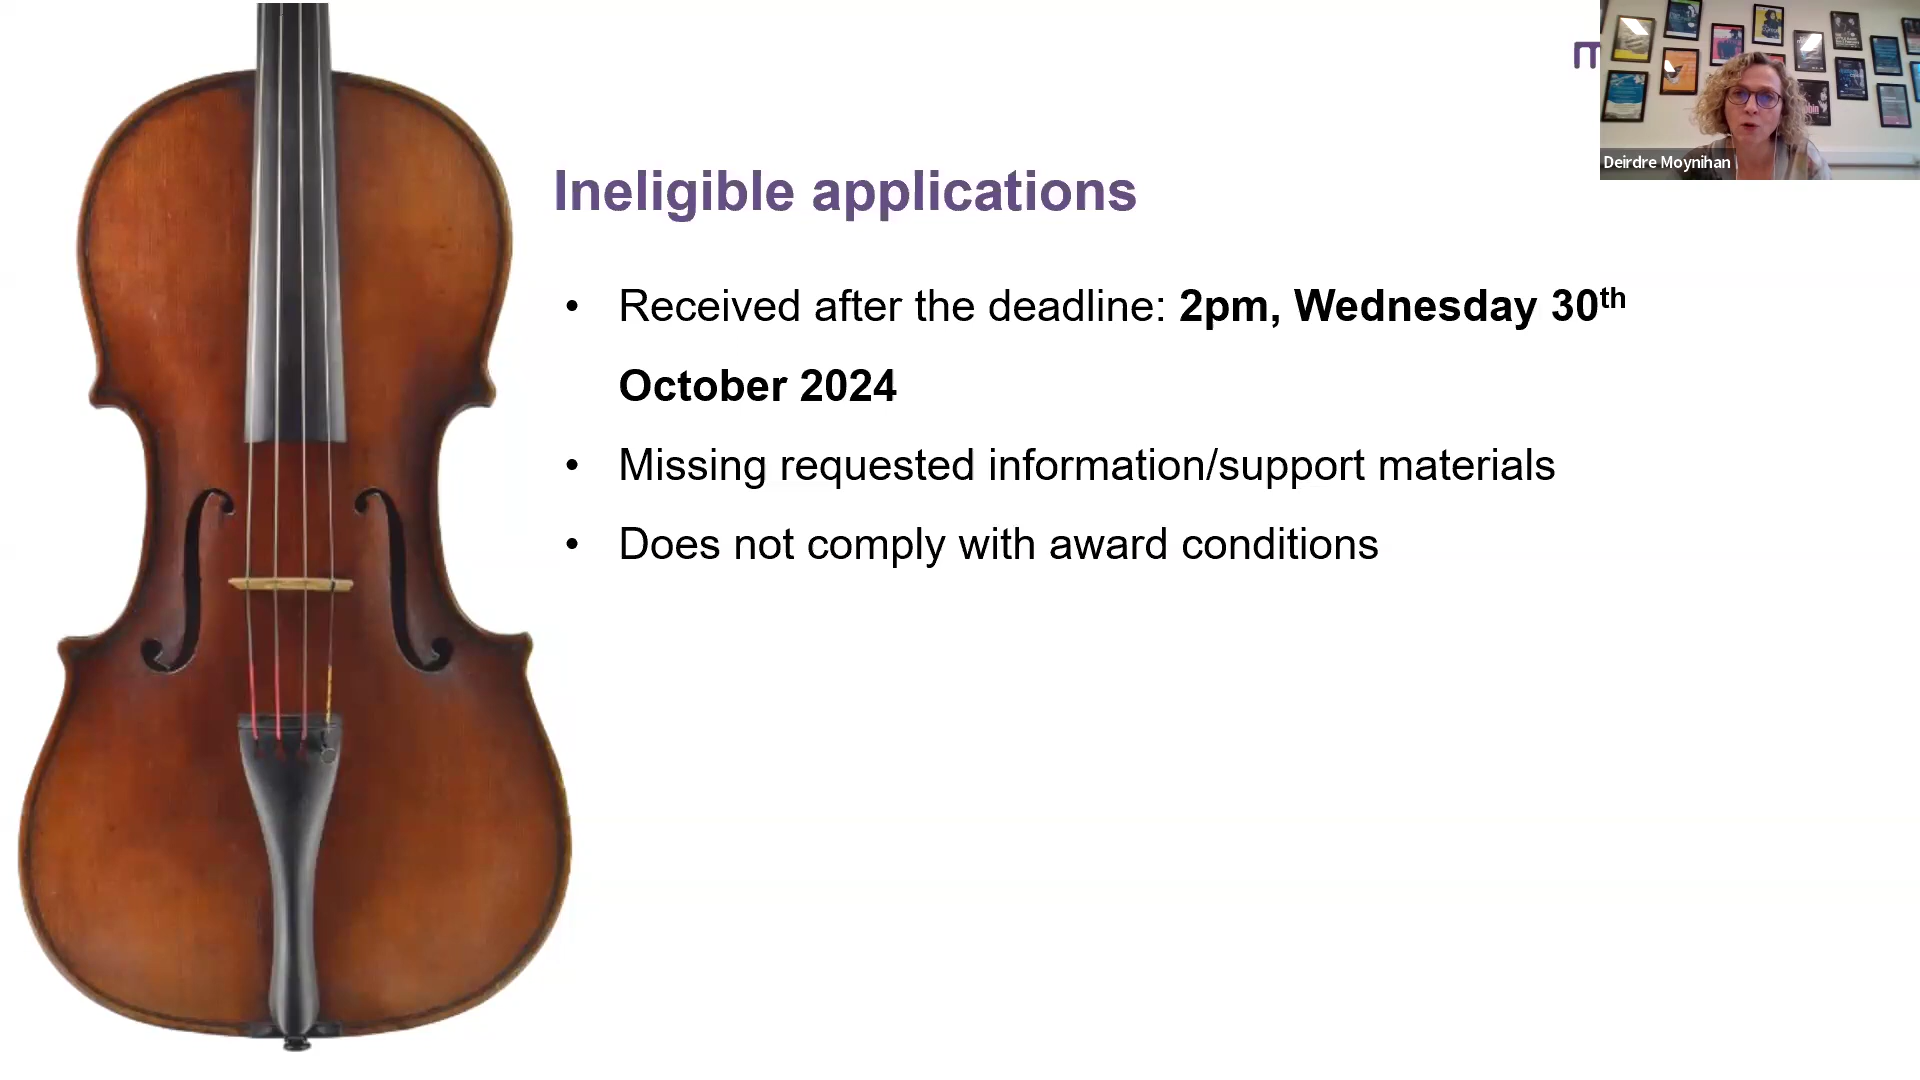 Ineligible applications
• Received after the deadline: 2pm, Wednesday 30th
October 2024
• Missing requested information/support materials
• Does not comply with award conditions
Deirdre Moynihan